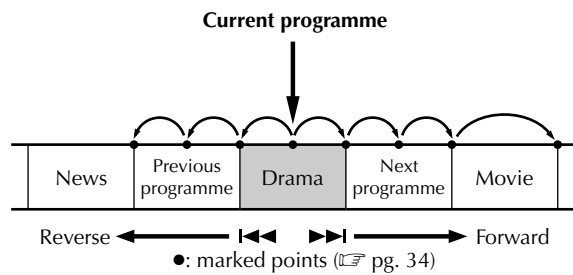 Current programme
News
Previous
programme
Drama
Next
programme
Movie
Reverse
Forward
●: marked points (☞ pg. 34)